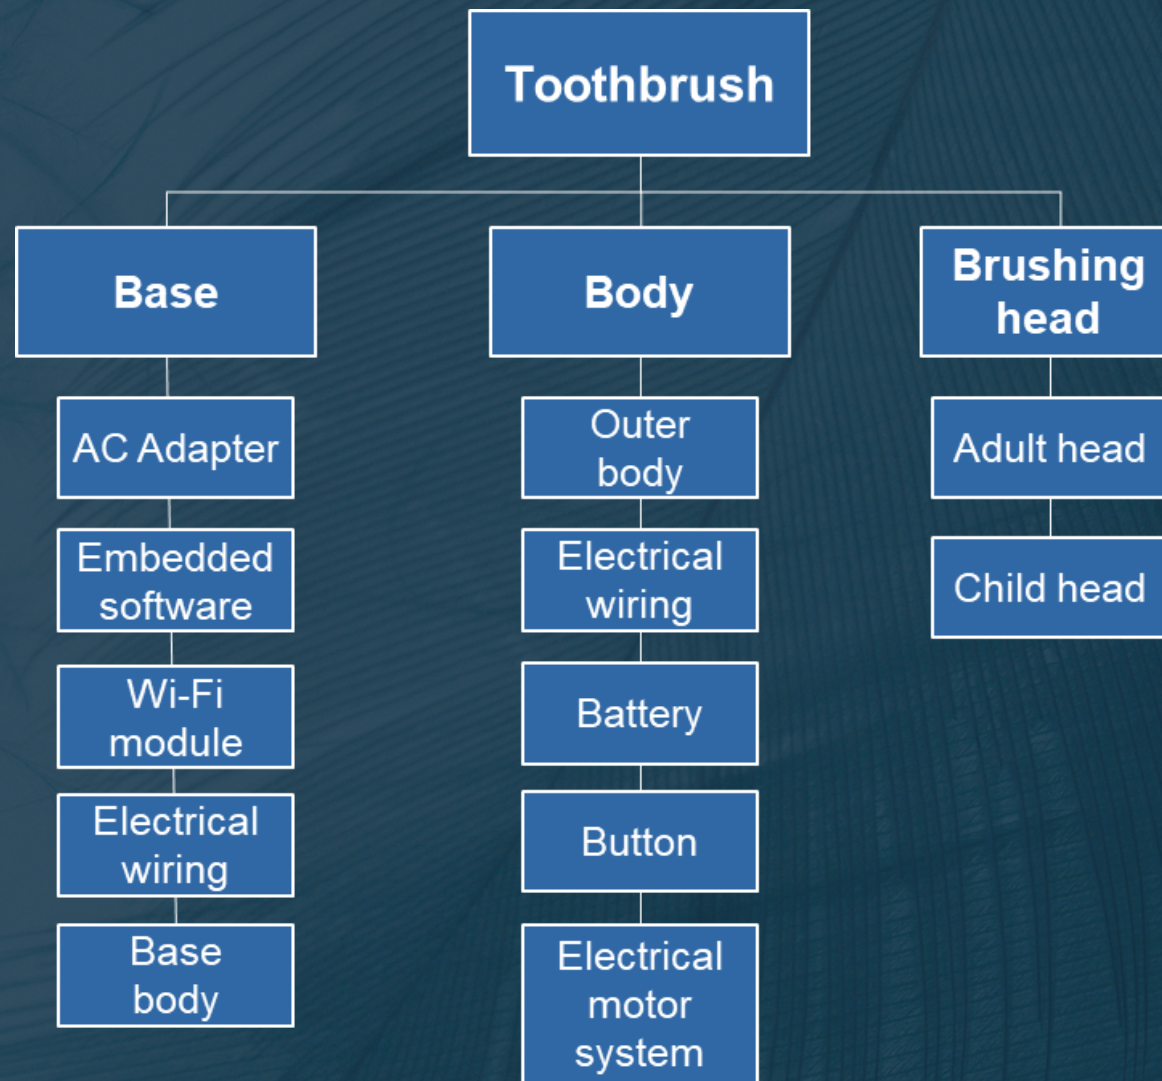 Toothbrush
Base
AC Adapter
Embedded
software
Wi-Fi
module
Electrical
wiring
Base
body
Body
Outer
body
Electrical
wiring
Battery
Button
Electrical
motor
system
Brushing
head
Adult head
Child head